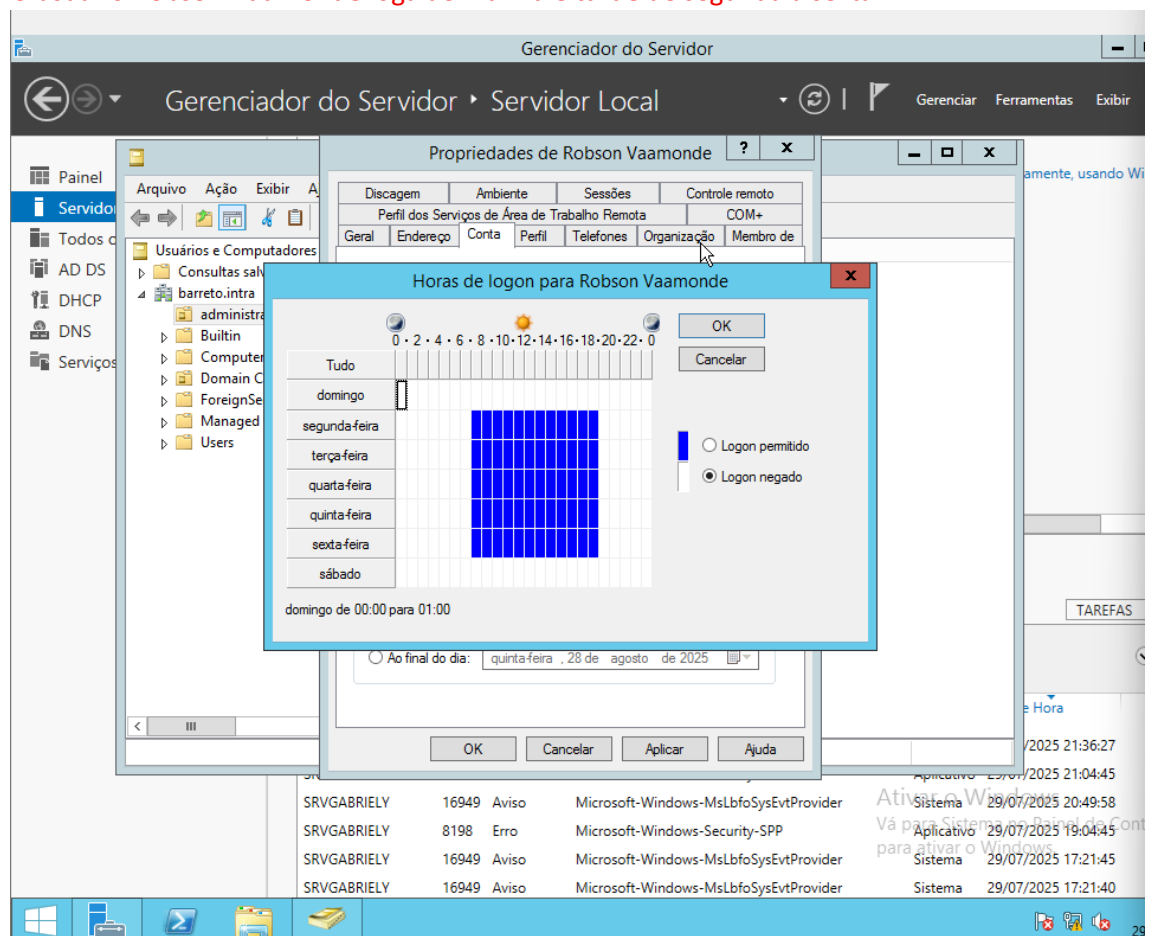 Gerenciador do Servidor
Gerenciador do Servidor ‣ Servidor Local
Gerenciar Ferramentas Exibir
Painel
Servido
Todos o
AD DS
DHCP
DNS
Serviços
Arquivo Ação Exibir Aj
Usuários e Computadores
Consultas salv
barreto.intra
administra
Builtin
Computer
Domain C
ForeignSe
Managed
Users
Propriedades de Robson Vaamonde ? x
Discagem Ambiente Sessões Controle remoto
Perfil dos Serviços de Área de Trabalho Remota COM+
Geral Endereço Conta Perfil Telefones Organização Membro de
amente, usando Wi
Horas de logon para Robson Vaamonde x
0 · 2 · 4 · 6 · 8 · 10 · 12 · 14 · 16 · 18 · 20 · 22 · 0
Tudo
domingo
segunda-feira
terça-feira
quarta-feira
quinta-feira
sexta-feira
sábado
OK
Cancelar
Logon permitido
Logon negado
domingo de 00:00 para 01:00
TAREFAS
Ao final do dia: quinta-feira , 28 de agosto de 2025
OK Cancelar Aplicar Ajuda
e Hora
/2025 21:36:27
Aplicativo 29/07/2025 21:04:45
SRVGABRIELY 16949 Aviso Microsoft-Windows-MsLbfoSysEvtProvider Sistema 29/07/2025 20:49:58
SRVGABRIELY 8198 Erro Microsoft-Windows-Security-SPP Aplicativo 29/07/2025 19:04:45
SRVGABRIELY 16949 Aviso Microsoft-Windows-MsLbfoSysEvtProvider Sistema 29/07/2025 17:21:45
SRVGABRIELY 16949 Aviso Microsoft-Windows-MsLbfoSysEvtProvider Sistema 29/07/2025 17:21:40
Ativar o Windows
Vá para Sistema no Painel de Cont
para ativar o Windows.
29